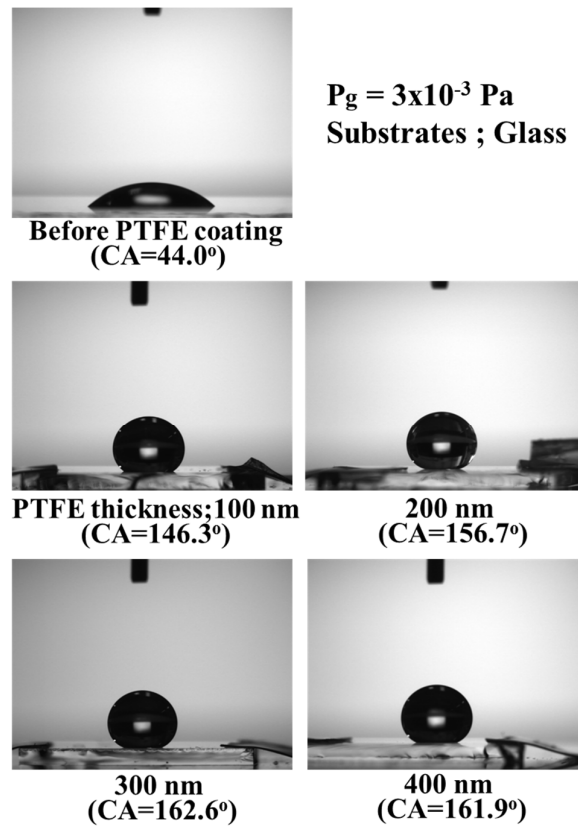 Pg = 3x10⁻³ Pa
Substrates ; Glass
Before PTFE coating
(CA=44.0º)
PTFE thickness;100 nm
(CA=146.3º)
200 nm
(CA=156.7º)
300 nm
(CA=162.6º)
400 nm
(CA=161.9º)